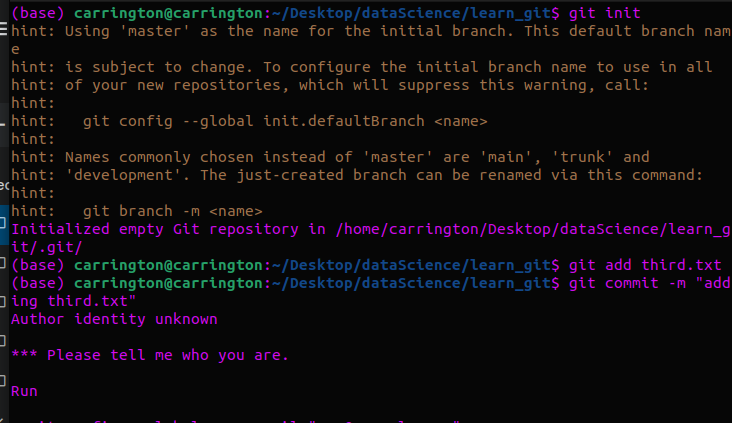 (base) carrington@carrington:~/Desktop/dataScience/learn_git$ git init
hint: Using 'master' as the name for the initial branch. This default branch nam
e
hint: is subject to change. To configure the initial branch name to use in all
hint: of your new repositories, which will suppress this warning, call:
hint:
hint:   git config --global init.defaultBranch <name>
hint:
hint: Names commonly chosen instead of 'master' are 'main', 'trunk' and
hint: 'development'. The just-created branch can be renamed via this command:
hint:
hint:   git branch -m <name>
Initialized empty Git repository in /home/carrington/Desktop/dataScience/learn_g
it/.git/
(base) carrington@carrington:~/Desktop/dataScience/learn_git$ git add third.txt
(base) carrington@carrington:~/Desktop/dataScience/learn_git$ git commit -m "add
ing third.txt"
Author identity unknown
*** Please tell me who you are.
Run